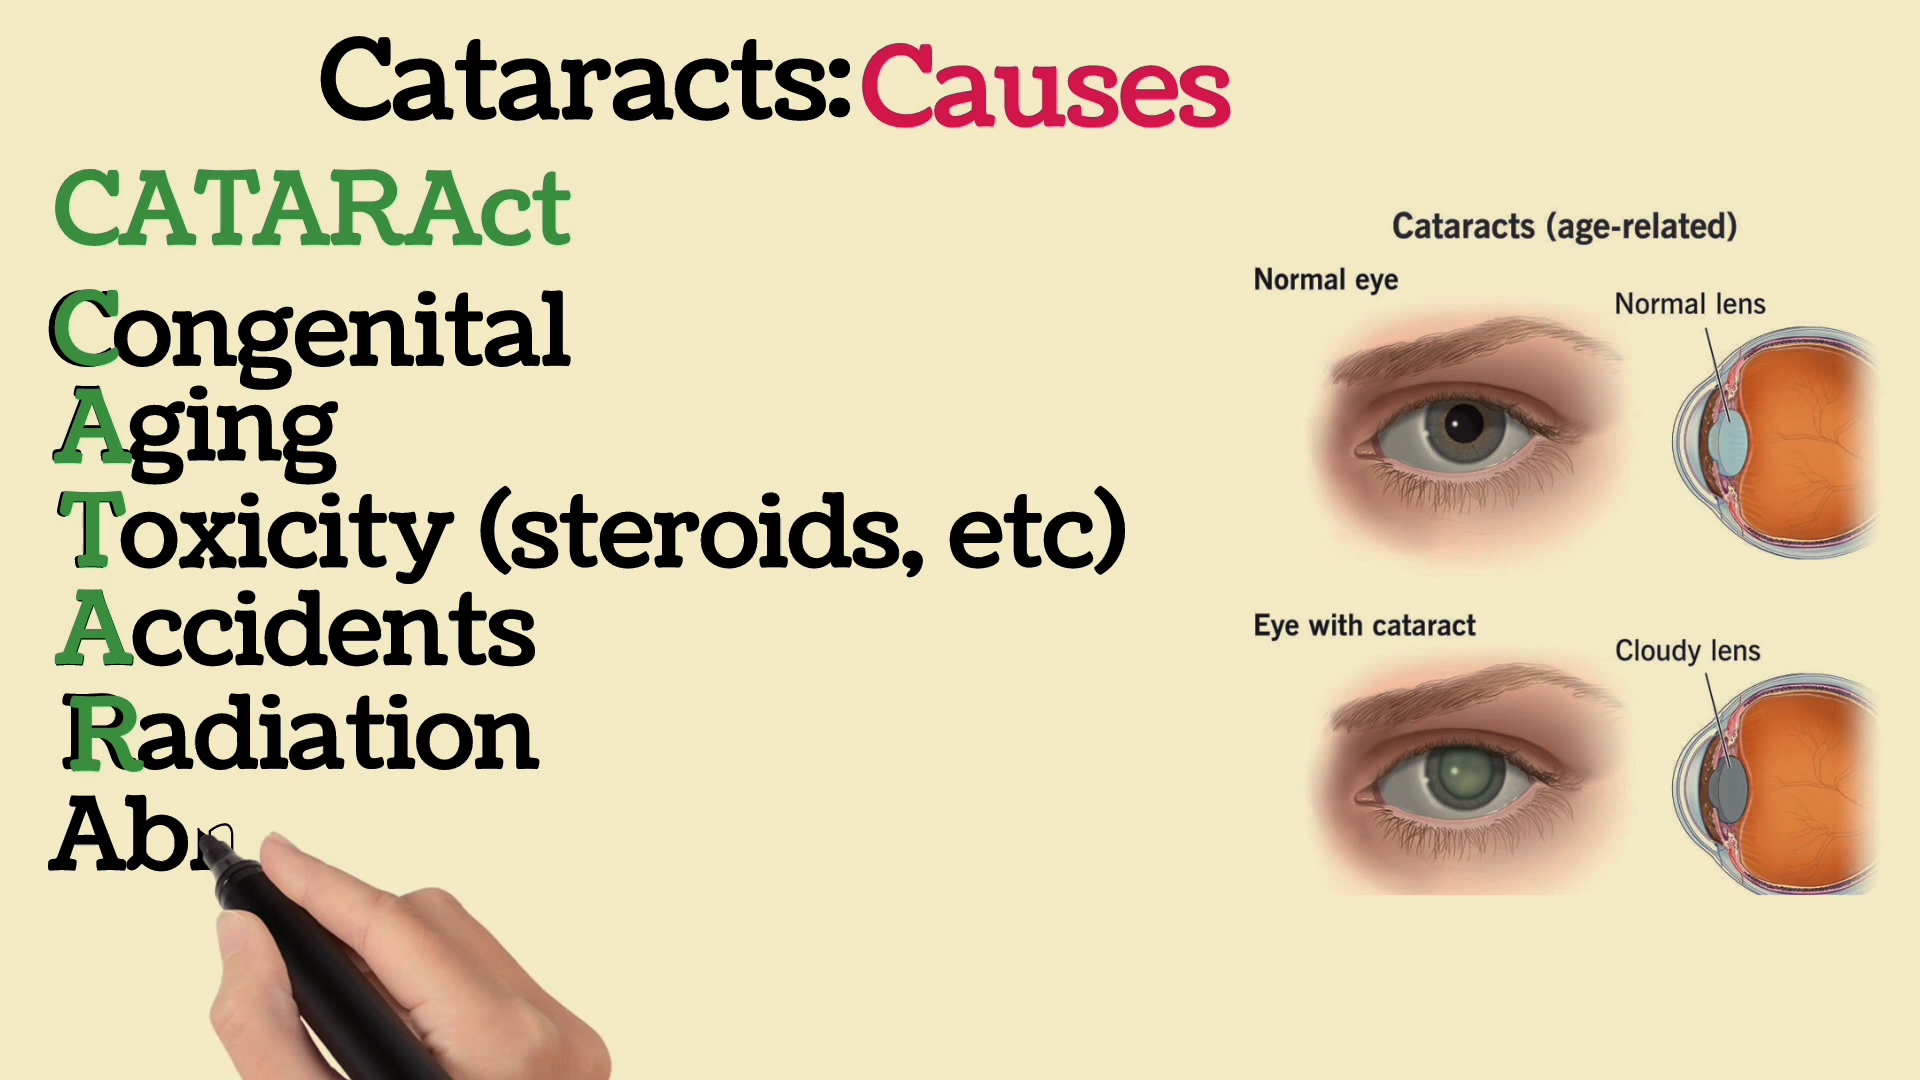 Cataracts: Causes
CATARAct
Congenital
Aging
Toxicity (steroids, etc)
Accidents
Radiation
Abn
Cataracts (age-related)
Normal eye
Normal lens
Eye with cataract
Cloudy lens